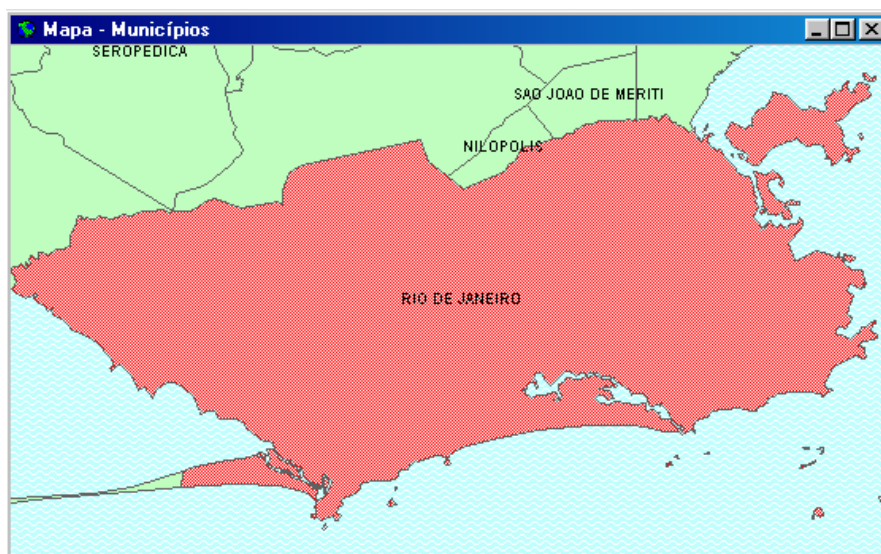 Mapa - Municípios
SEROPEDICA
SAO JOAO DE MERITI
NILOPOLIS
RIO DE JANEIRO